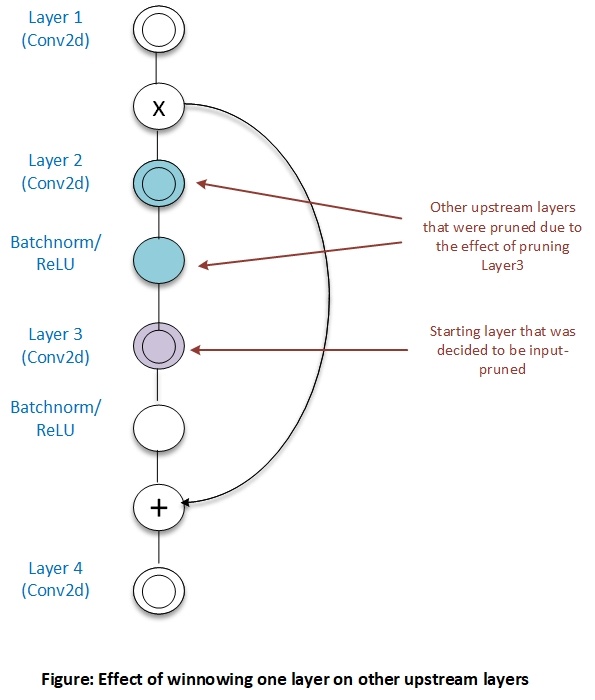 Layer 1
(Conv2d)
X
Layer 2
(Conv2d)
Batchnorm/
ReLU
Other upstream layers
that were pruned due to
the effect of pruning
Layer3
Layer 3
(Conv2d)
Starting layer that was
decided to be input-
pruned
Batchnorm/
ReLU
+
Layer 4
(Conv2d)
Figure: Effect of winnowing one layer on other upstream layers